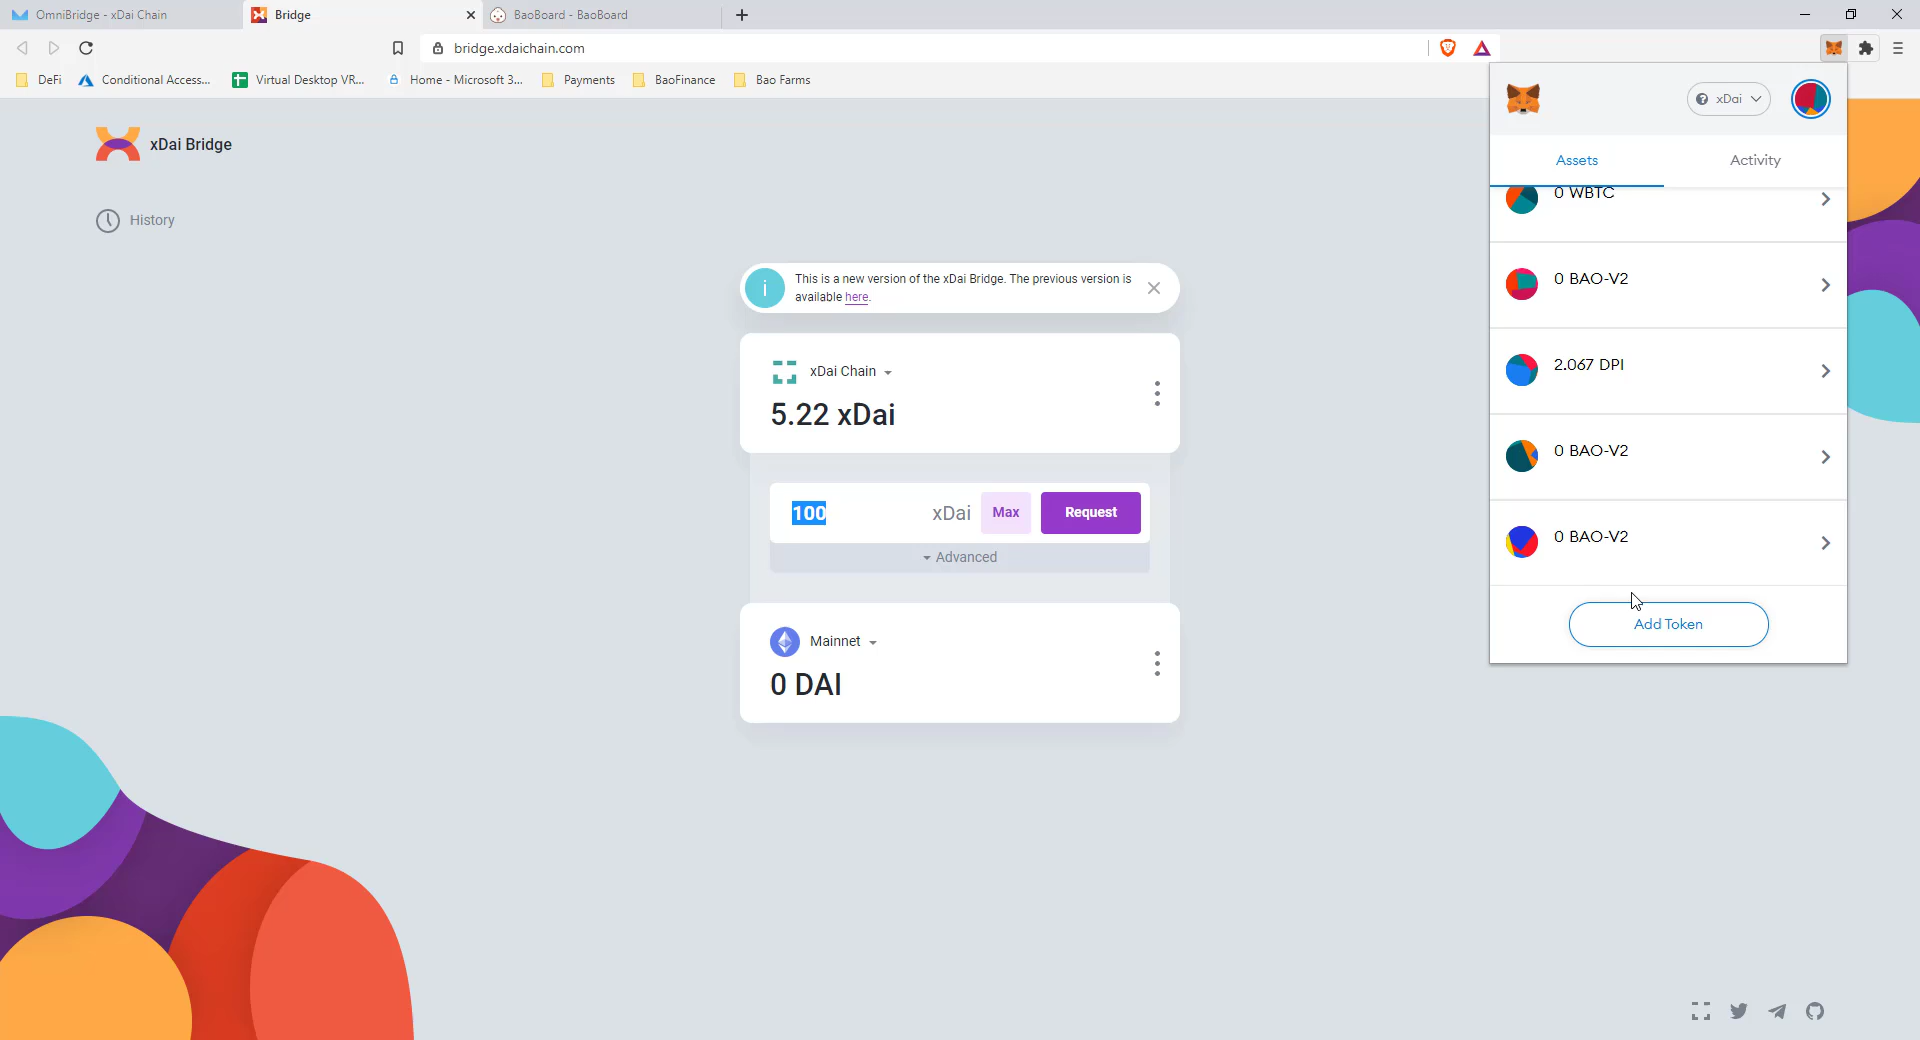 OmniBridge - xDai Chain
Bridge
BaoBoard - BaoBoard
bridge.xdaichain.com
DeFi
Conditional Access...
Virtual Desktop VR...
Home - Microsoft 3...
Payments
BaoFinance
Bao Farms
xDai Bridge
History
This is a new version of the xDai Bridge. The previous version is
available here.
xDai Chain
5.22 xDai
100 xDai Max Request
Advanced
Mainnet
0 DAI
xDai
Assets
Activity
0 WBTC
0 BAO-V2
2.067 DPI
0 BAO-V2
0 BAO-V2
Add Token